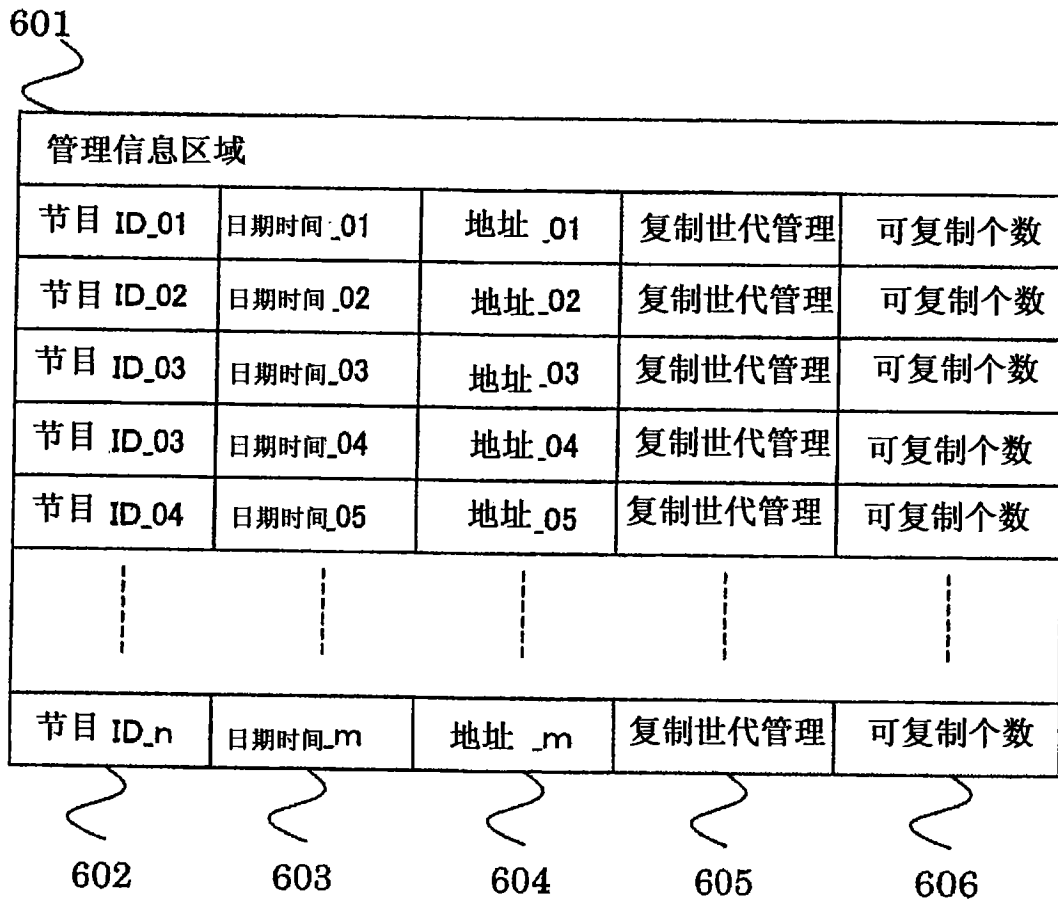 601
管理信息区域
节目 ID_01 日期时间_01 地址_01 复制世代管理 可复制个数
节目 ID_02 日期时间_02 地址_02 复制世代管理 可复制个数
节目 ID_03 日期时间_03 地址_03 复制世代管理 可复制个数
节目 ID_03 日期时间_04 地址_04 复制世代管理 可复制个数
节目 ID_04 日期时间_05 地址_05 复制世代管理 可复制个数
节目 ID_n 日期时间_m 地址_m 复制世代管理 可复制个数
602 603 604 605 606